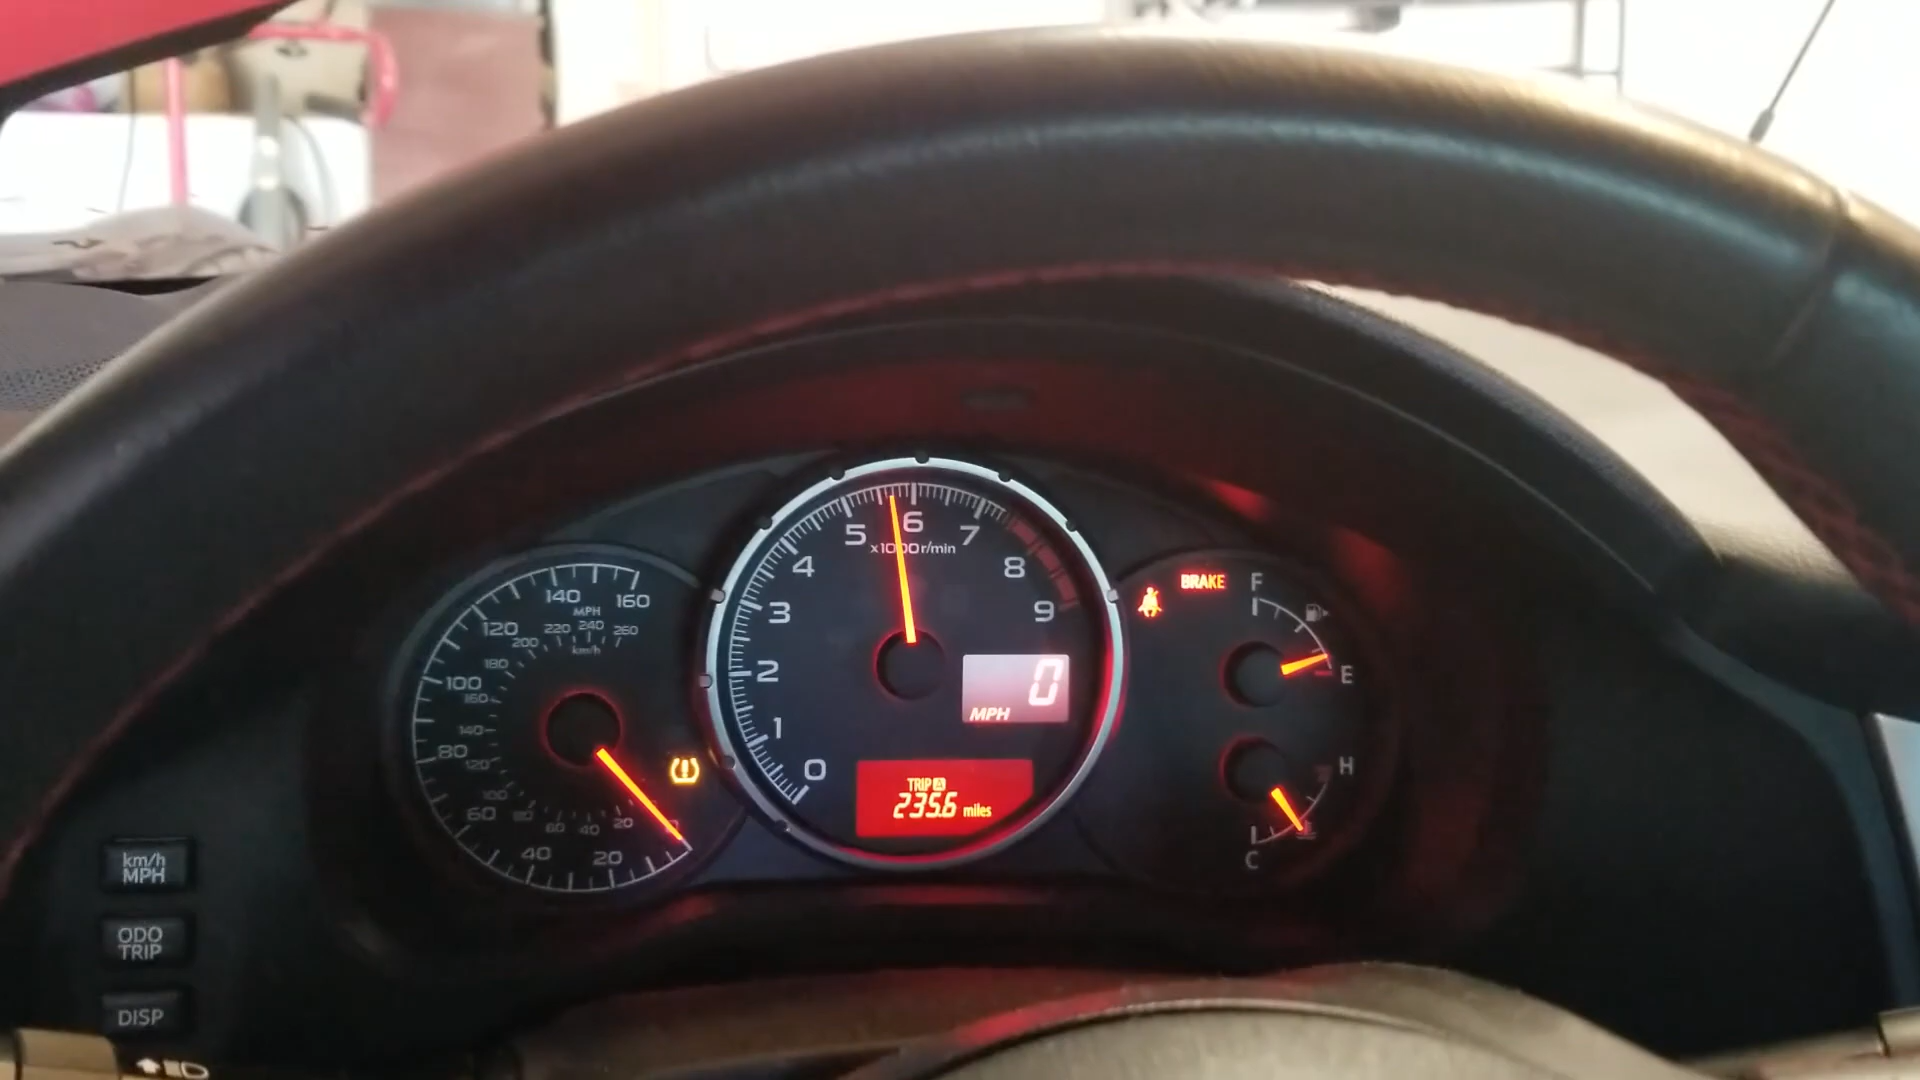 140
160
MPH
120
220
240
260
200
km/h
180
100
160
140
80
120
100
60
80
60
40
20
40
20
5
6
7
x1000r/min
4
8
3
9
2
1
0
0
MPH
TRIP A
235.6 miles
BRAKE
F
E
H
C
km/h
MPH
ODO
TRIP
DISP